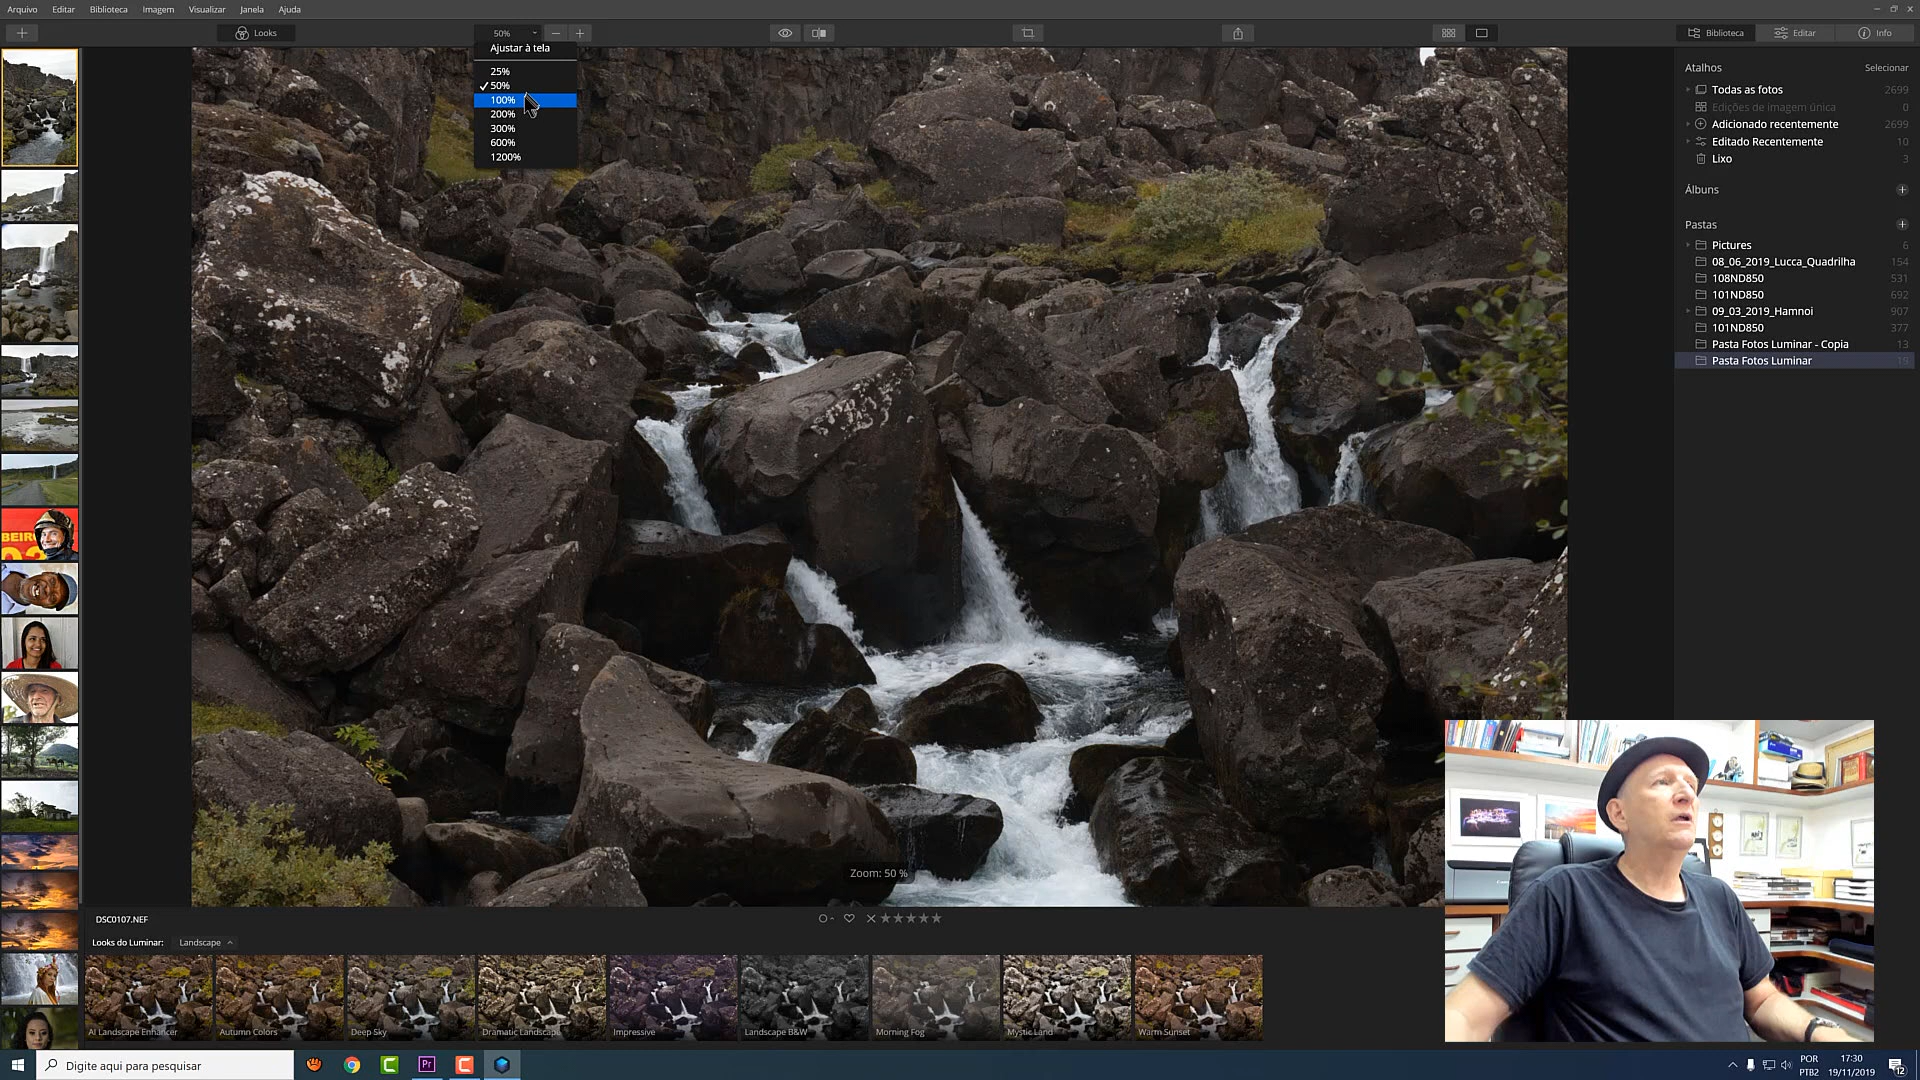 Arquivo Editar Biblioteca Imagem Visualizar Janela Ajuda
Looks 50% Biblioteca Editar Info
Ajustar à tela
25%
50%
100%
200%
300%
600%
1200%
Atalhos Selecionar
Todas as fotos 2699
Edições de imagem única 0
Adicionado recentemente 2699
Editado Recentemente 10
Lixo 3
Álbuns
Pastas
Pictures 6
08_06_2019_Lucca_Quadrilha 154
108ND850 531
101ND850 692
09_03_2019_Hamnoi 907
101ND850 377
Pasta Fotos Luminar - Copia 13
Pasta Fotos Luminar 19
Zoom: 50 %
DSC0107.NEF
Looks do Luminar: Landscape
AI Landscape Enhancer Autumn Colors Deep Sky Dramatic Landscape Impressive Landscape B&W Morning Fog Mystic Land Warm Sunset
Digite aqui para pesquisar
Pr
POR 17:30
PTB2 19/11/2019
12